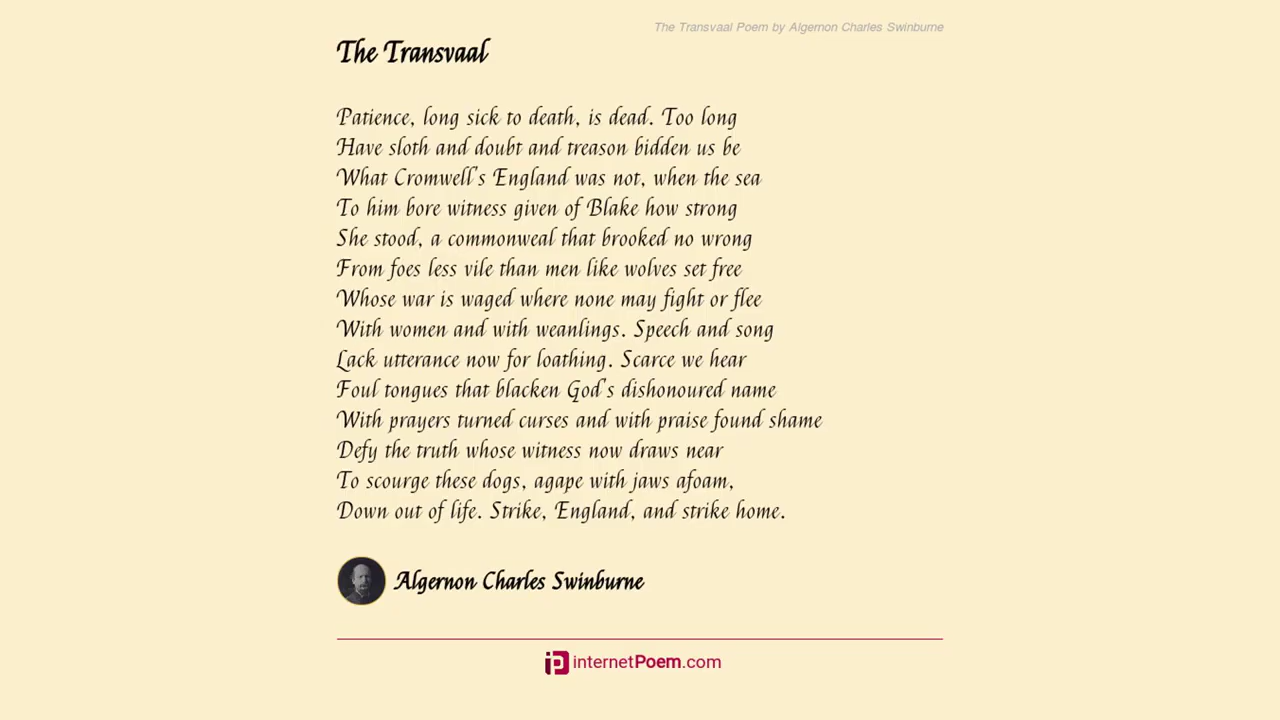 The Transvaal Poem by Algernon Charles Swinburne
The Transvaal
Patience, long sick to death, is dead. Too long
Have sloth and doubt and treason bidden us be
What Cromwell's England was not, when the sea
To him bore witness given of Blake how strong
She stood, a commonweal that brooked no wrong
From foes less vile than men like wolves set free
Whose war is waged where none may fight or flee
With women and with weanlings. Speech and song
Lack utterance now for loathing. Scarce we hear
Foul tongues that blacken God's dishonoured name
With prayers turned curses and with praise found shame
Defy the truth whose witness now draws near
To scourge these dogs, agape with jaws afoam,
Down out of life. Strike, England, and strike home.
Algernon Charles Swinburne
internetPoem.com